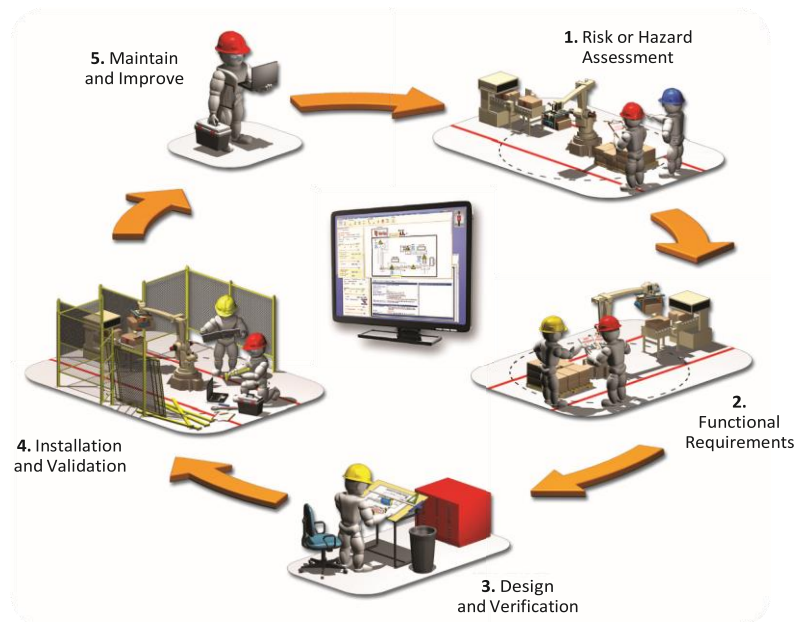 5. Maintain
and Improve
1. Risk or Hazard
Assessment
2.
Functional
Requirements
4. Installation
and Validation
3. Design
and Verification